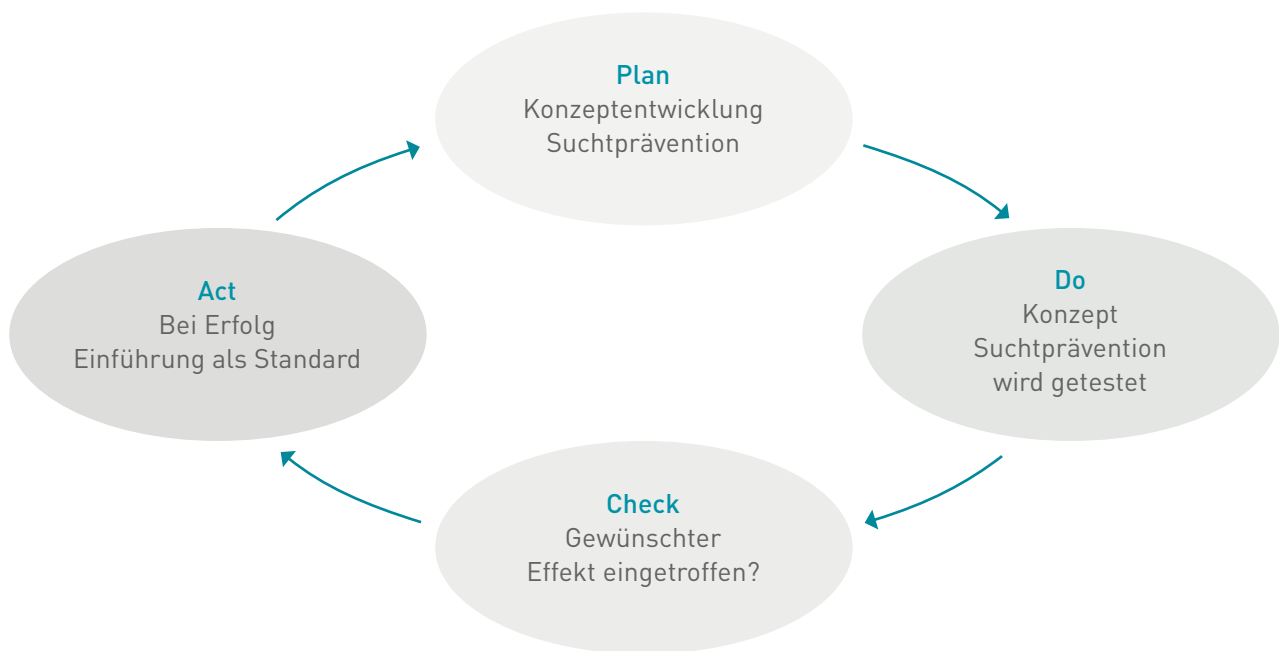 Plan
Konzeptentwicklung
Suchtprävention
Do
Konzept
Suchtprävention
wird getestet
Check
Gewünschter
Effekt eingetroffen?
Act
Bei Erfolg
Einführung als Standard